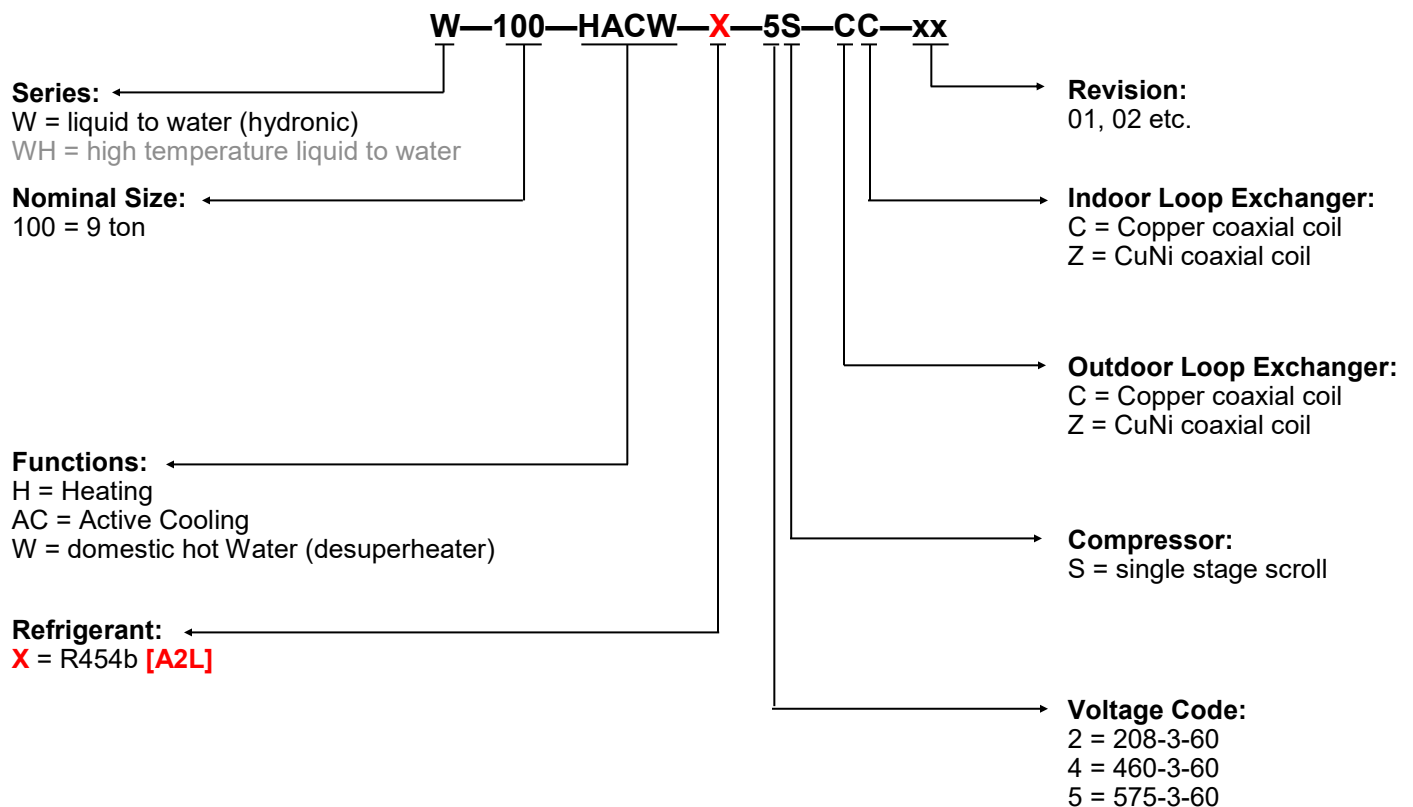 W—100—HACW—X—5S—CC—xx
Series:
W = liquid to water (hydronic)
WH = high temperature liquid to water
Nominal Size:
100 = 9 ton
Functions:
H = Heating
AC = Active Cooling
W = domestic hot Water (desuperheater)
Refrigerant:
X = R454b [A2L]
Revision:
01, 02 etc.
Indoor Loop Exchanger:
C = Copper coaxial coil
Z = CuNi coaxial coil
Outdoor Loop Exchanger:
C = Copper coaxial coil
Z = CuNi coaxial coil
Compressor:
S = single stage scroll
Voltage Code:
2 = 208-3-60
4 = 460-3-60
5 = 575-3-60